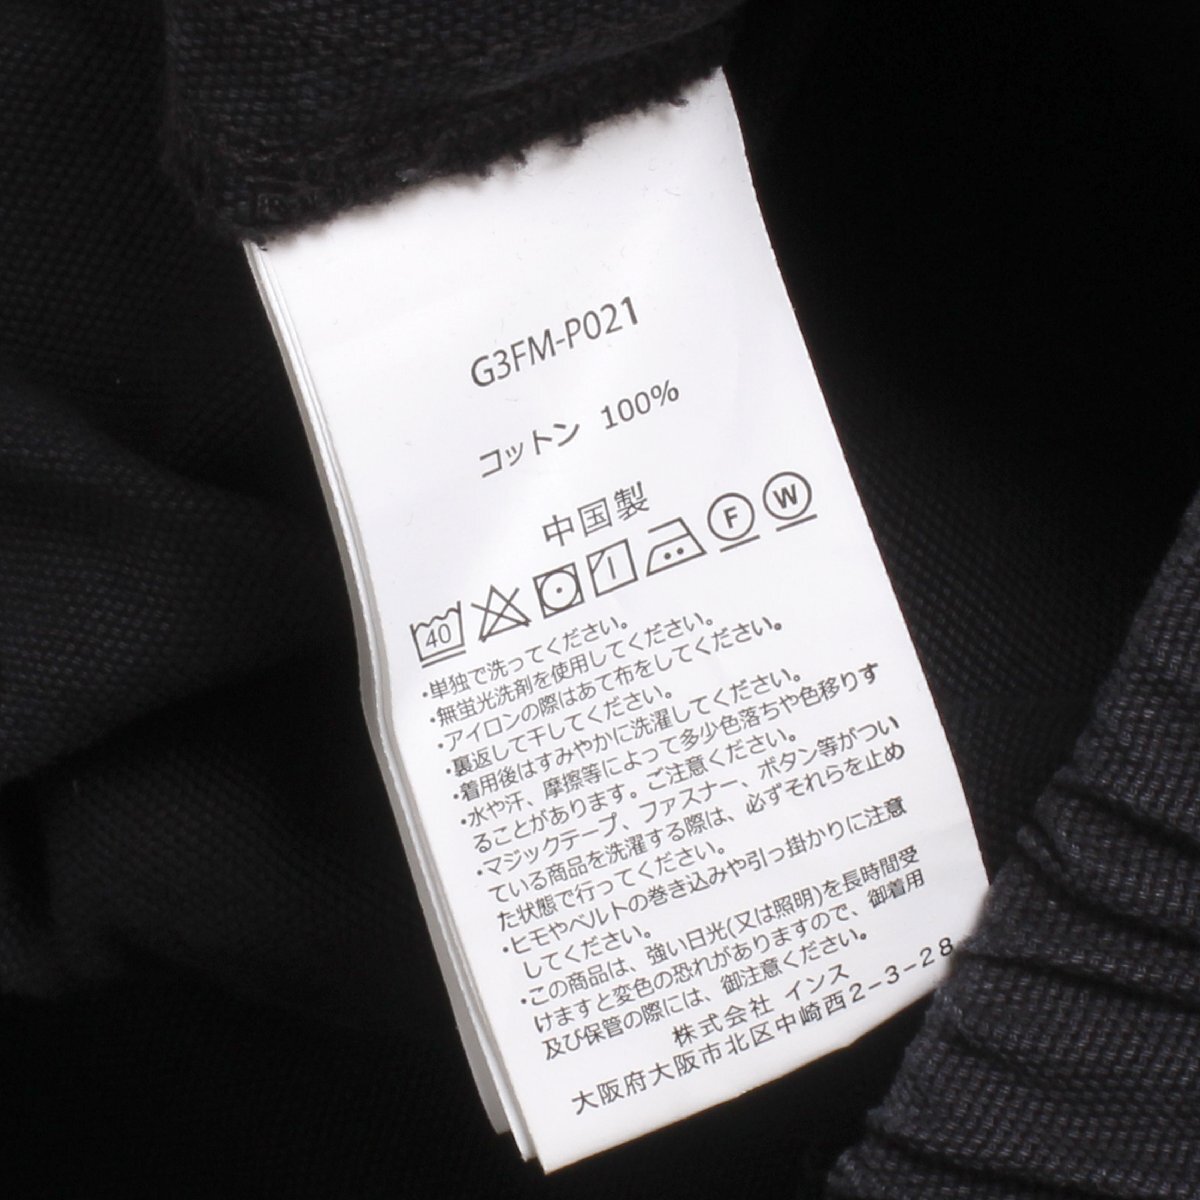 G3FM-P021
コットン 100%
中国製
40 F W
・単独で洗ってください。
・無蛍光洗剤を使用してください。
・アイロンの際はあて布をしてください。
・裏返して干してください。
・着用後はすみやかに洗濯してください。
・水や汗、摩擦等によって多少色落ちや色移りす
ることがあります。ご注意ください。
・マジックテープ、ファスナー、ボタン等がつい
ている商品を洗濯する際は、必ずそれらを止め
た状態で行ってください。
・ヒモやベルトの巻き込みや引っ掛かりに注意
してください。
・この商品は、強い日光(又は照明)を長時間受
けますと変色の恐れがありますので、御着用
及び保管の際には、御注意ください。
株式会社 インス
大阪府大阪市北区中崎西2-3-28